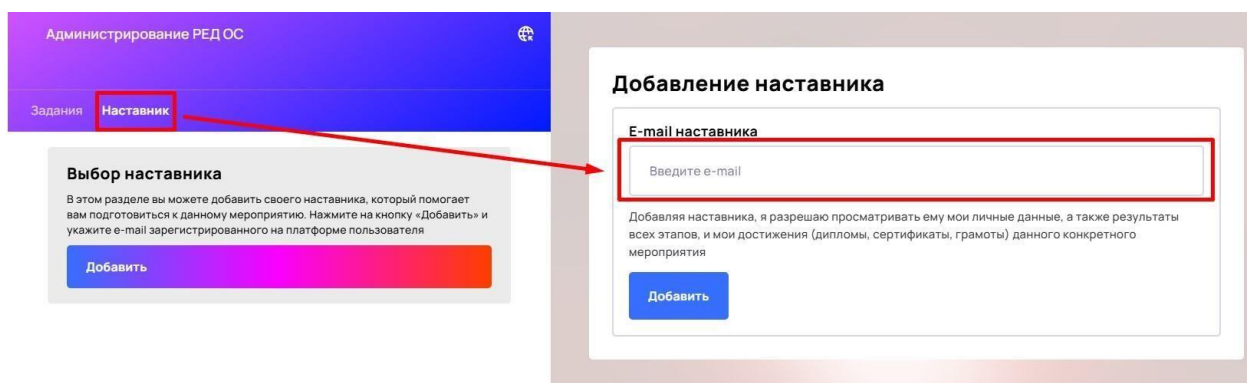 Администрирование РЕД ОС
Задания Наставник
Выбор наставника
В этом разделе вы можете добавить своего наставника, который помогает
вам подготовиться к данному мероприятию. Нажмите на кнопку «Добавить» и
укажите e-mail зарегистрированного на платформе пользователя
Добавить
Добавление наставника
E-mail наставника
Введите e-mail
Добавляя наставника, я разрешаю просматривать ему мои личные данные, а также результаты
всех этапов, и мои достижения (дипломы, сертификаты, грамоты) данного конкретного
мероприятия
Добавить